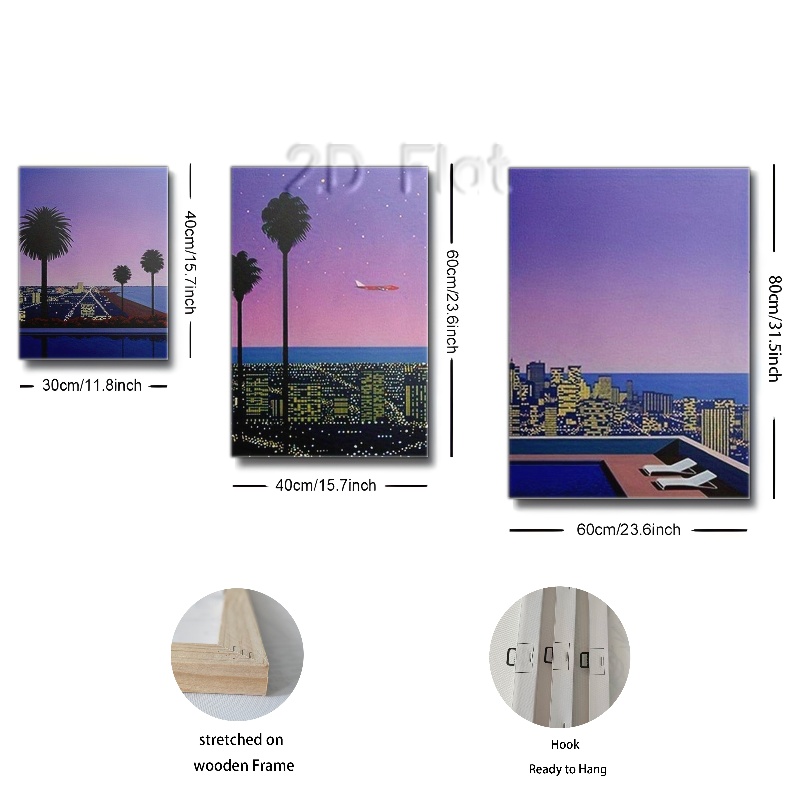 2D Flat
40cm/15.7inch
60cm/23.6inch
80cm/31.5inch
30cm/11.8inch
40cm/15.7inch
60cm/23.6inch
stretched on
wooden Frame
Hook
Ready to Hang